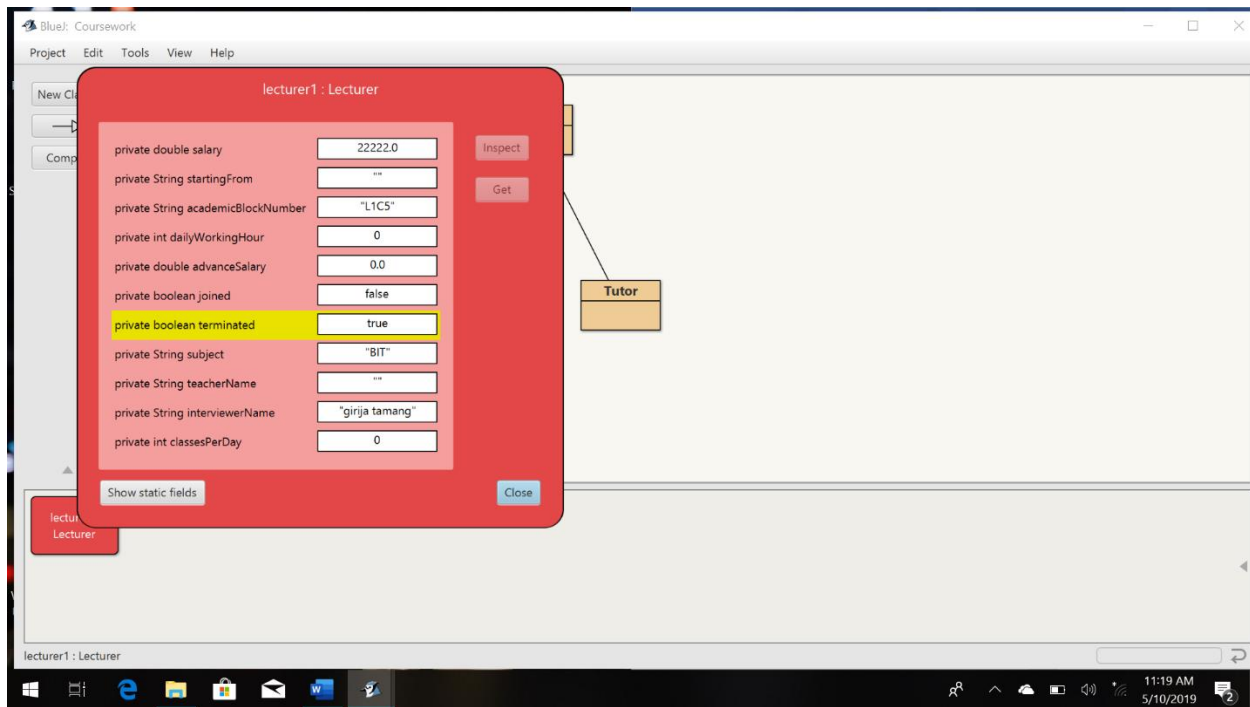 BlueJ: Coursework
Project Edit Tools View Help
New Cla
Comp
lecturer1 : Lecturer
private double salary 22222.0
private String startingFrom ""
private String academicBlockNumber "L1C5"
private int dailyWorkingHour 0
private double advanceSalary 0.0
private boolean joined false
private boolean terminated true
private String subject "BIT"
private String teacherName ""
private String interviewerName "girija tamang"
private int classesPerDay 0
Inspect
Get
Show static fields
Close
Tutor
lectu
Lecturer
lecturer1 : Lecturer
11:19 AM
5/10/2019
2